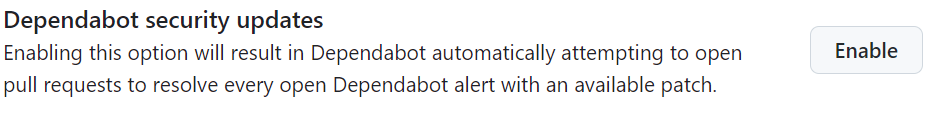 Dependabot security updates
Enabling this option will result in Dependabot automatically attempting to open
pull requests to resolve every open Dependabot alert with an available patch.
Enable